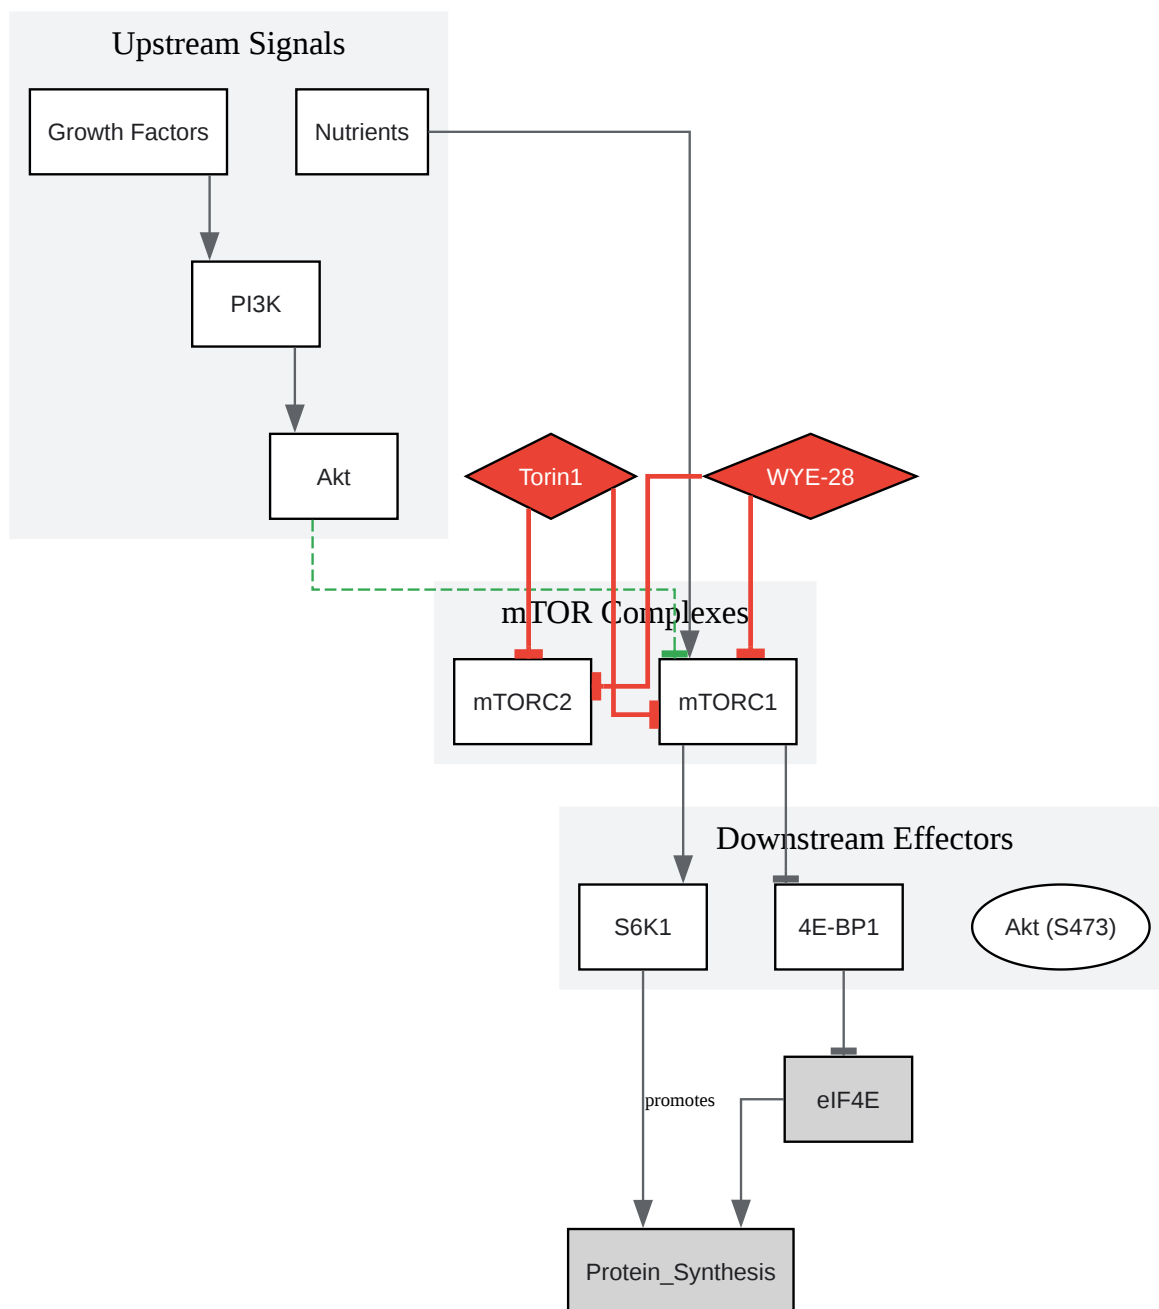 Upstream Signals
Growth Factors
Nutrients
PI3K
Akt
Torin1
WYE-28
mTOR Complexes
mTORC2
mTORC1
Downstream Effectors
S6K1
4E-BP1
Akt (S473)
promotes
eIF4E
Protein_Synthesis